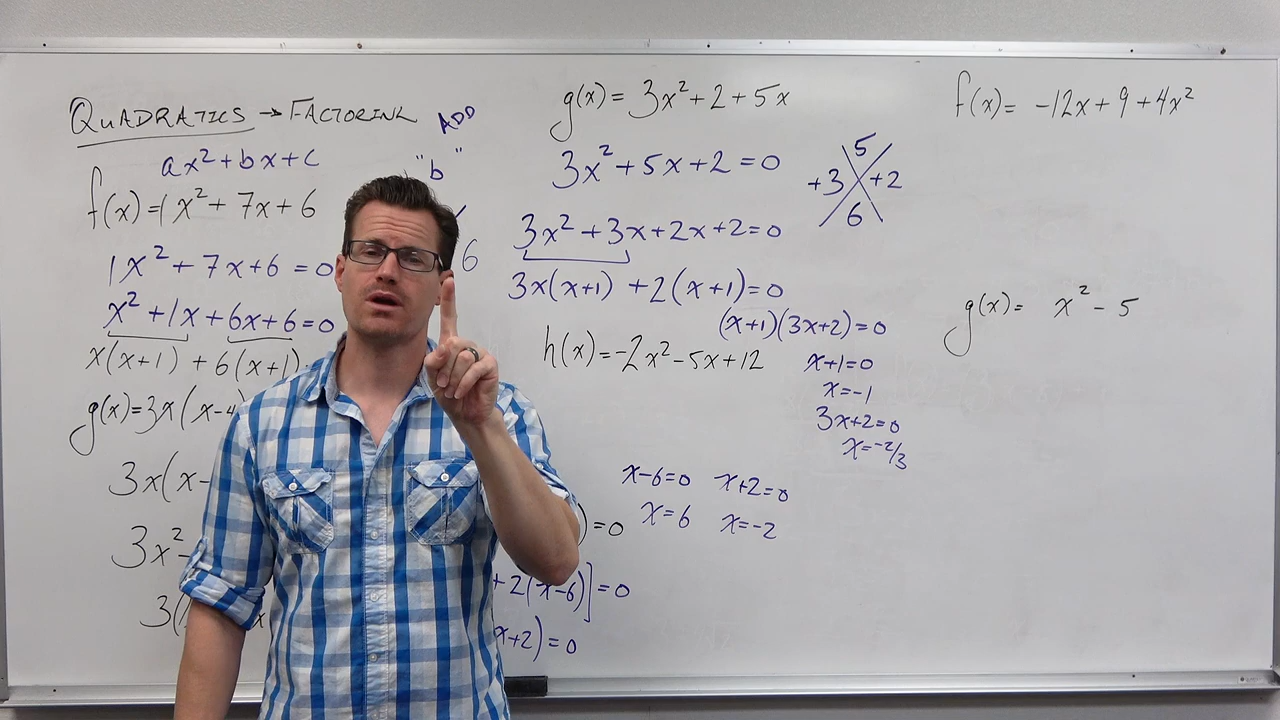 QUADRATICS → FACTORING
ax² + bx + c
f(x) = 1x² + 7x + 6
1x² + 7x + 6 = 0
x² + 1x + 6x + 6 = 0
x(x+1) + 6(x+1)
g(x) = 3x(x-4)
3x(x-
3x² -
3(
x
ADD
"b"
6
g(x) = 3x² + 2 + 5x
3x² + 5x + 2 = 0
5
+3 +2
6
3x² + 3x + 2x + 2 = 0
3x(x+1) + 2(x+1) = 0
(x+1)(3x+2) = 0
x+1=0
x=-1
3x+2=0
x=-2/3
h(x) = -2x² - 5x + 12
x-6=0 x+2=0
x=6 x=-2
) = 0
+ 2(x-6)] = 0
x+2) = 0
f(x) = -12x + 9 + 4x²
g(x) = x² - 5